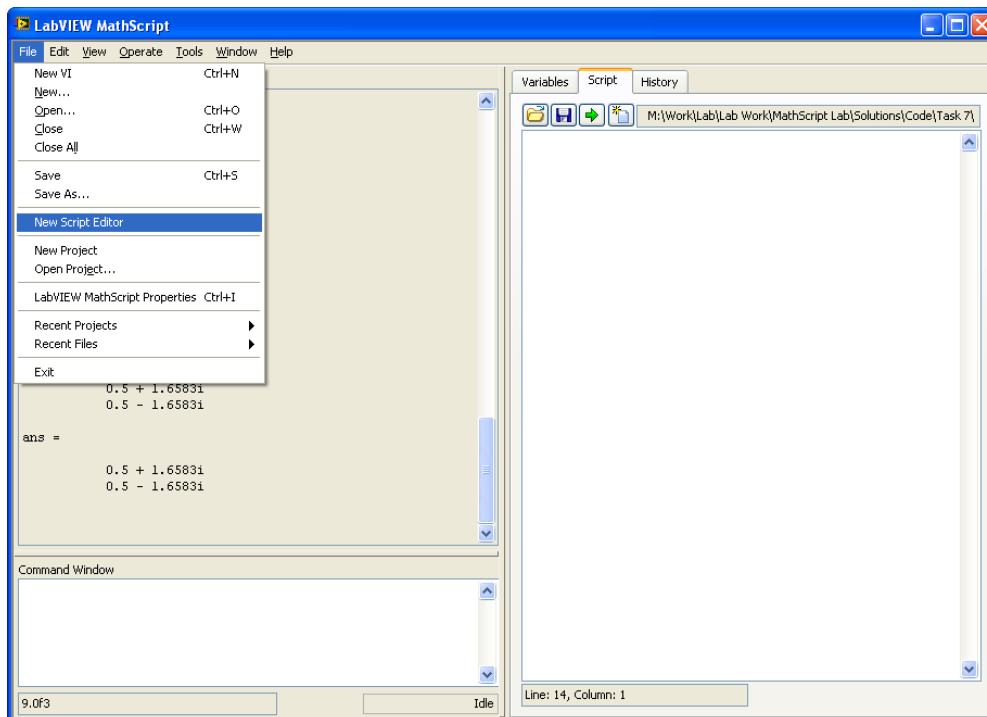 LabVIEW MathScript
File Edit View Operate Tools Window Help
New VI Ctrl+N
New...
Open... Ctrl+O
Close Ctrl+W
Close All
Save Ctrl+S
Save As...
New Script Editor
New Project
Open Project...
LabVIEW MathScript Properties Ctrl+I
Recent Projects
Recent Files
Exit
0.5 + 1.6583i
0.5 - 1.6583i
ans =
0.5 + 1.6583i
0.5 - 1.6583i
Command Window
9.0f3
Idle
Variables Script History
M:\Work\Lab\Lab Work\MathScript Lab\Solutions\Code\Task 7\
Line: 14, Column: 1